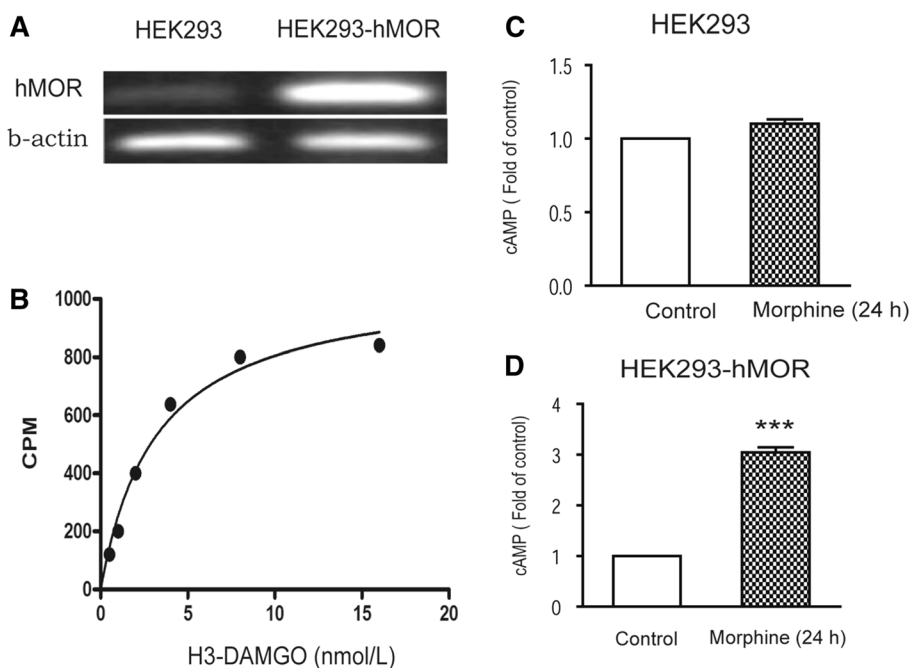 A
HEK293 HEK293-hMOR
hMOR
b-actin
B
1000
800
600
400
200
0
0 5 10 15 20
CPM
H3-DAMGO (nmol/L)
C
HEK293
1.5
1.0
0.5
0.0
cAMP ( Fold of control)
Control Morphine (24 h)
D
HEK293-hMOR
4
3
2
1
0
***
cAMP ( Fold of control)
Control Morphine (24 h)